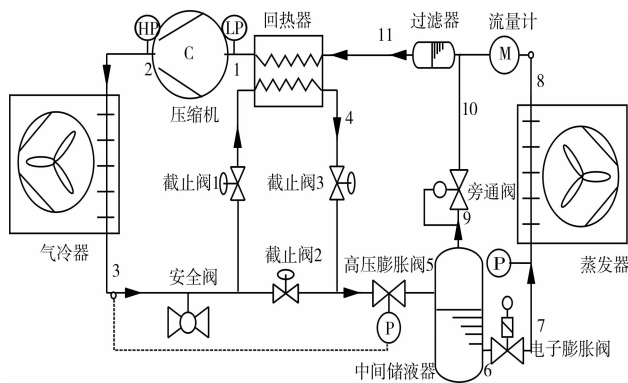 回热器
过滤器
流量计
HP
C
LP
11
M
2
1
8
压缩机
10
4
截止阀1
截止阀3
旁通阀
9
气冷器
蒸发器
3
安全阀
截止阀2
高压膨胀阀
5
P
P
7
电子膨胀阀
中间储液器
6